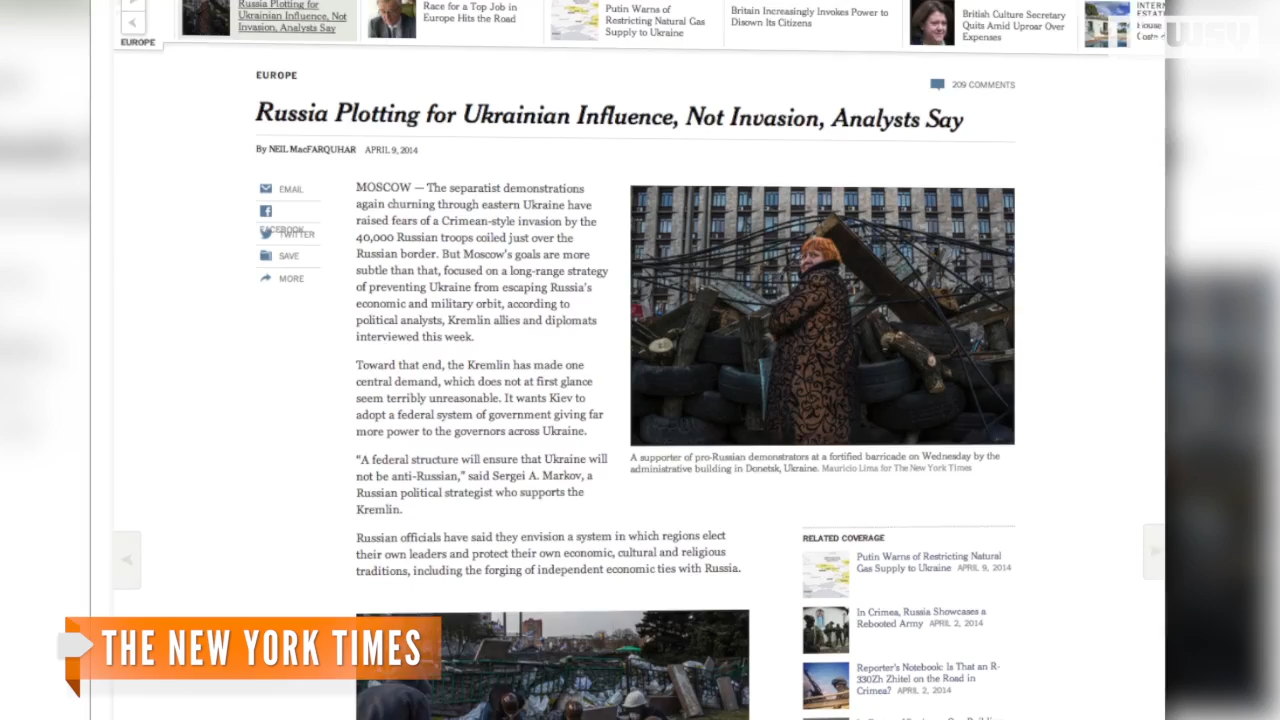 Russia Plotting for
Ukrainian Influence, Not
Invasion, Analysts Say
Race for a Top Job in
Europe Hits the Road
Putin Warns of
Restricting Natural Gas
Supply to Ukraine
Britain Increasingly Invokes Power to
Disown Its Citizens
British Culture Secretary
Quits Amid Uproar Over
Expenses
INTERN
ESTAT
House
EUROPE
EUROPE
209 COMMENTS
Russia Plotting for Ukrainian Influence, Not Invasion, Analysts Say
By NEIL MacFARQUHAR APRIL 9, 2014
EMAIL
FACEBOOK
TWITTER
SAVE
MORE
MOSCOW — The separatist demonstrations
again churning through eastern Ukraine have
raised fears of a Crimean-style invasion by the
40,000 Russian troops coiled just over the
Russian border. But Moscow's goals are more
subtle than that, focused on a long-range strategy
of preventing Ukraine from escaping Russia's
economic and military orbit, according to
political analysts, Kremlin allies and diplomats
interviewed this week.
Toward that end, the Kremlin has made one
central demand, which does not at first glance
seem terribly unreasonable. It wants Kiev to
adopt a federal system of government giving far
more power to the governors across Ukraine.
“A federal structure will ensure that Ukraine will
not be anti-Russian,” said Sergei A. Markov, a
Russian political strategist who supports the
Kremlin.
Russian officials have said they envision a system in which regions elect
their own leaders and protect their own economic, cultural and religious
traditions, including the forging of independent economic ties with Russia.
A supporter of pro-Russian demonstrators at a fortified barricade on Wednesday by the
administrative building in Donetsk, Ukraine. Mauricio Lima for The New York Times
RELATED COVERAGE
Putin Warns of Restricting Natural
Gas Supply to Ukraine APRIL 9, 2014
In Crimea, Russia Showcases a
Rebooted Army APRIL 2, 2014
Reporter's Notebook: Is That an R-
330Zh Zhitel on the Road in
Crimea? APRIL 2, 2014
THE NEW YORK TIMES